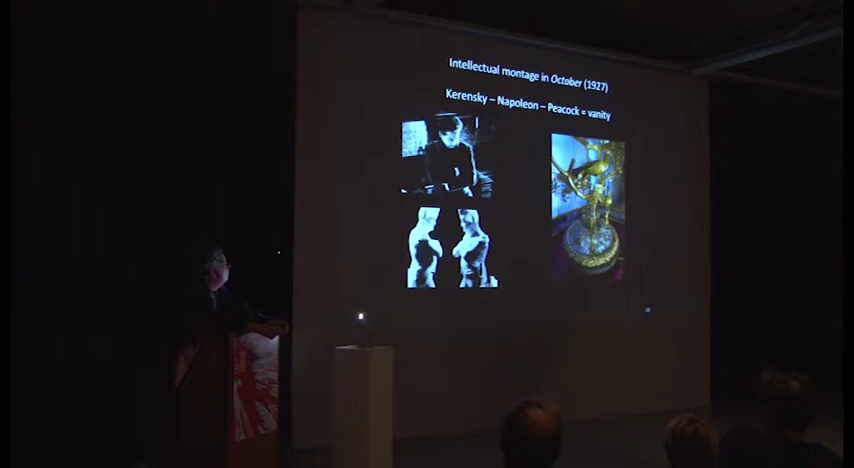 Intellectual montage in October (1927)
Kerensky – Napoleon – Peacock = vanity